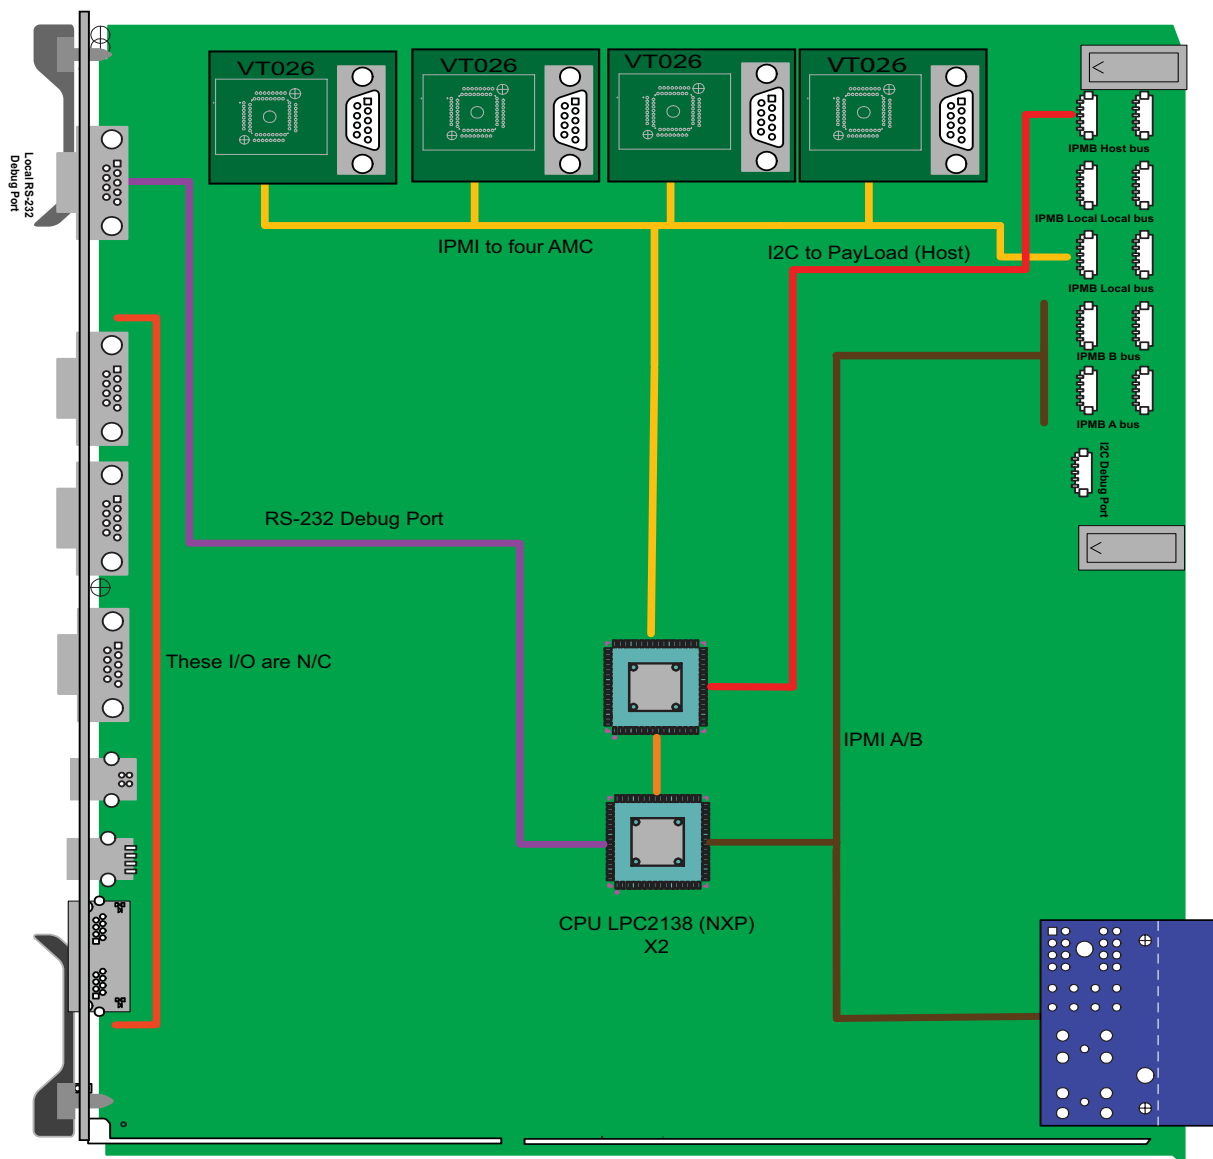 VT026
VT026
VT026
VT026
Local RS-232
Debug Port
IPMB Host bus
IPMB Local Local bus
IPMI to four AMC
I2C to PayLoad (Host)
IPMB Local bus
IPMB B bus
IPMB A bus
I2C Debug Port
RS-232 Debug Port
These I/O are N/C
IPMI A/B
CPU LPC2138 (NXP)
X2